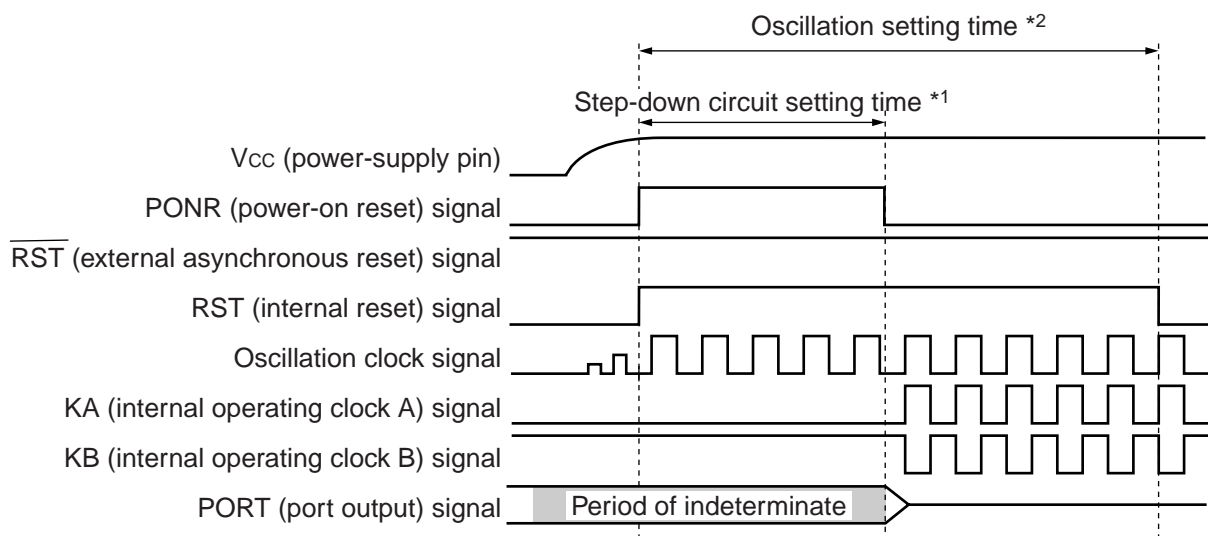 Oscillation setting time *2
Step-down circuit setting time *1
Vcc (power-supply pin)
PONR (power-on reset) signal
RST (external asynchronous reset) signal
RST (internal reset) signal
Oscillation clock signal
KA (internal operating clock A) signal
KB (internal operating clock B) signal
PORT (port output) signal
Period of indeterminate